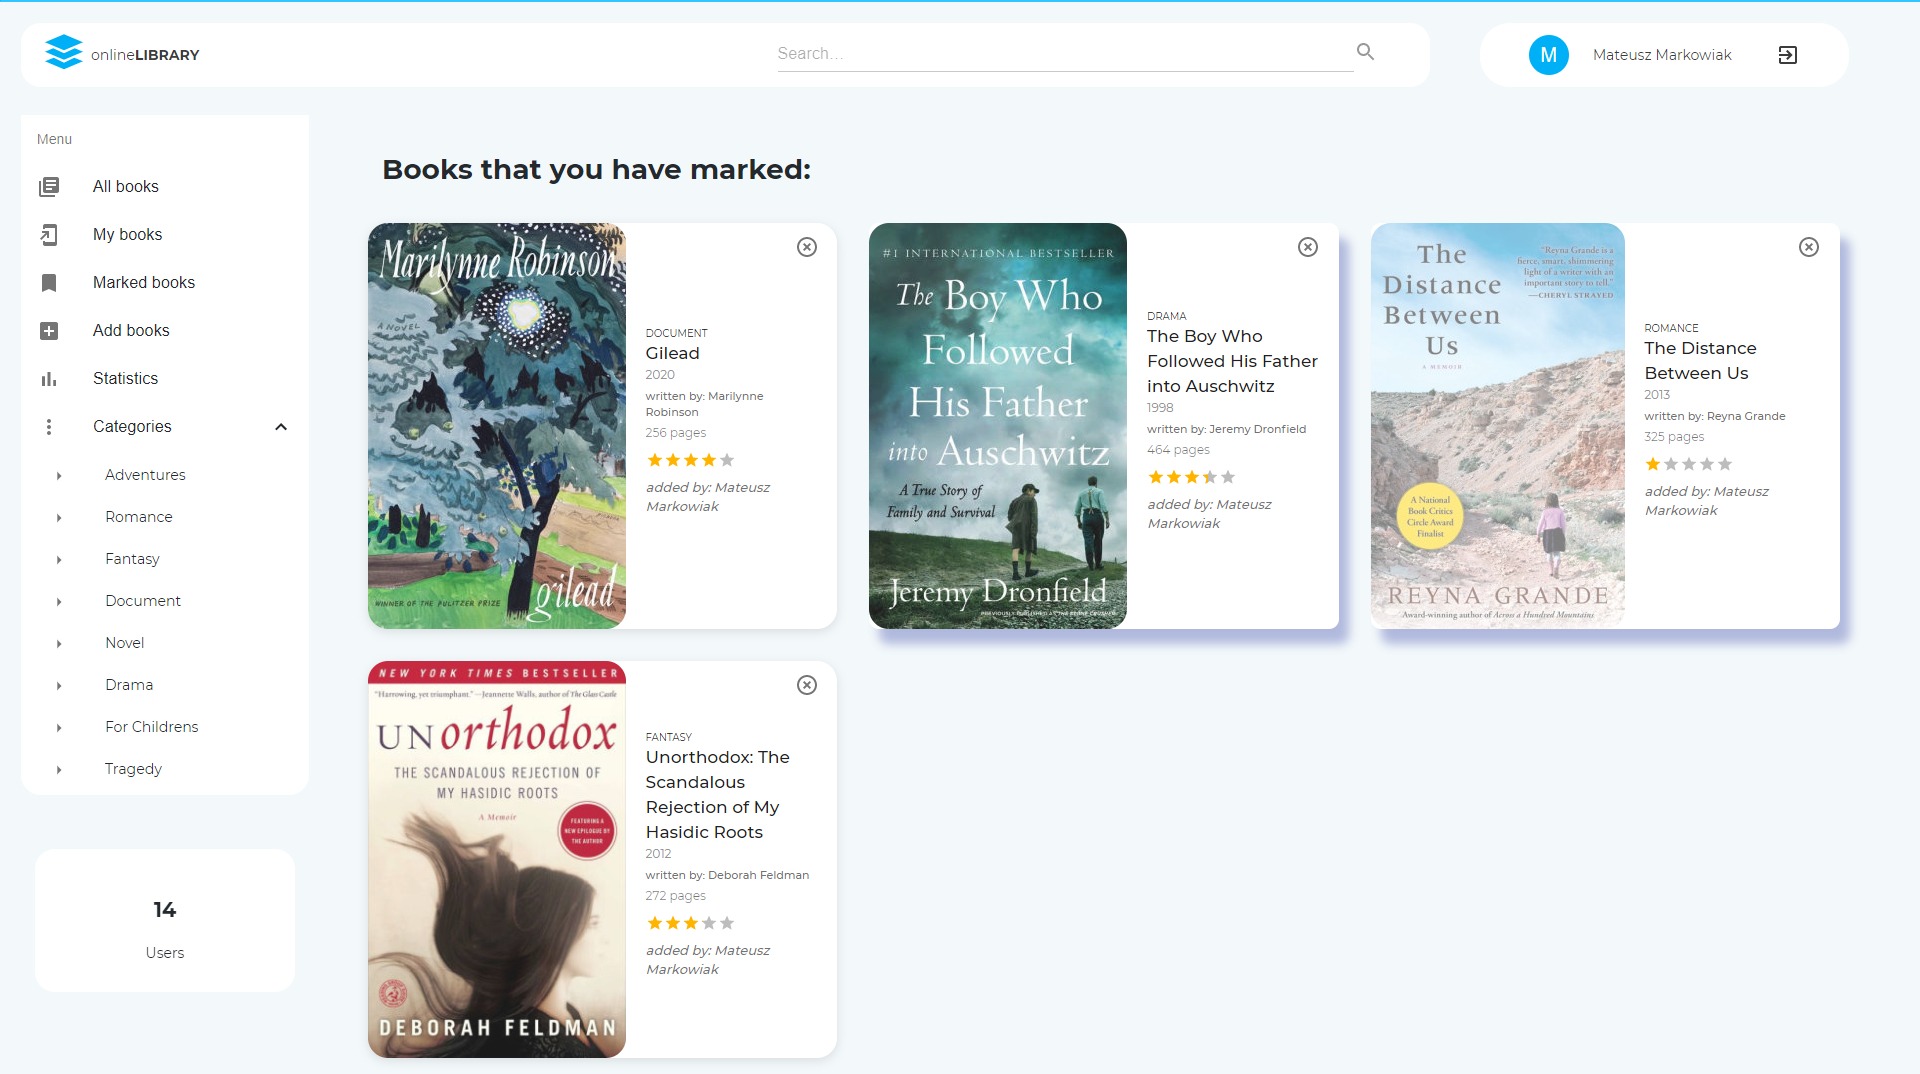 onlineLIBRARY
Search...
M
Mateusz Markowiak
Menu
All books
My books
Marked books
Add books
Statistics
Categories
Adventures
Romance
Fantasy
Document
Novel
Drama
For Childrens
Tragedy
14
Users
Books that you have marked:
Marilynne Robinson
A NOVEL
WINNER OF THE PULITZER PRIZE
gilead
DOCUMENT
Gilead
2020
written by: Marilynne
Robinson
256 pages
added by: Mateusz
Markowiak
#1 INTERNATIONAL BESTSELLER
The Boy Who
Followed
His Father
into Auschwitz
A True Story of
Family and Survival
Jeremy Dronfield
DRAMA
The Boy Who
Followed His Father
into Auschwitz
1998
written by: Jeremy Dronfield
464 pages
added by: Mateusz
Markowiak
The
Distance
Between
Us
A MEMOIR
"Reyna Grande is a
fierce, smart, shimmering
light of a writer with an
important story to tell."
—CHERYL STRAYED
A National
Book Critics
Circle Award
Finalist
REYNA GRANDE
Award-winning author of Across a Hundred Mountains
ROMANCE
The Distance
Between Us
2013
written by: Reyna Grande
325 pages
added by: Mateusz
Markowiak
NEW YORK TIMES BESTSELLER
"Harrowing, yet triumphant." —Jeannette Walls, author of The Glass Castle
UNorthodox
THE SCANDALOUS REJECTION OF
MY HASIDIC ROOTS
A Memoir
FEATURING A
NEW EPILOGUE BY
THE AUTHOR
DEBORAH FELDMAN
FANTASY
Unorthodox: The
Scandalous
Rejection of My
Hasidic Roots
2012
written by: Deborah Feldman
272 pages
added by: Mateusz
Markowiak